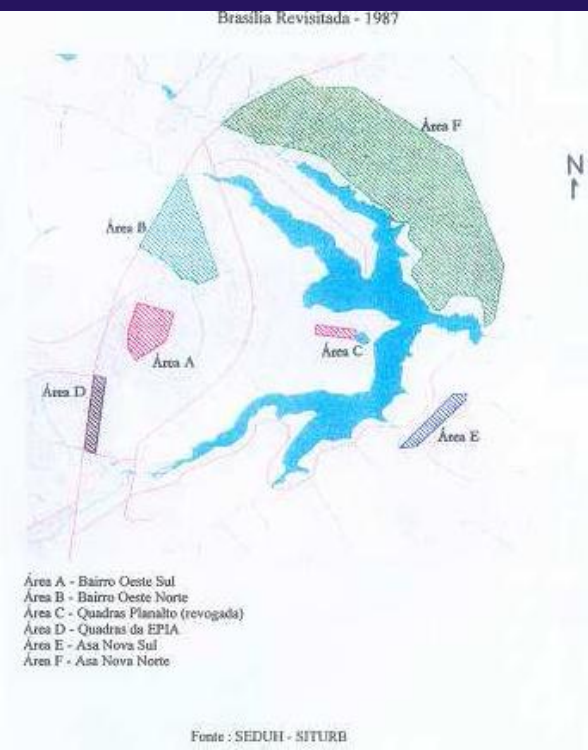 Brasília Revisitada - 1987
Área F
N
Área B
Área A
Área C
Área D
Área E
Área A - Bairro Oeste Sul
Área B - Bairro Oeste Norte
Área C - Quadras Planalto (revogada)
Área D - Quadras da EPIA
Área E - Asa Nova Sul
Área F - Asa Nova Norte
Fonte : SEDUH - SITURB